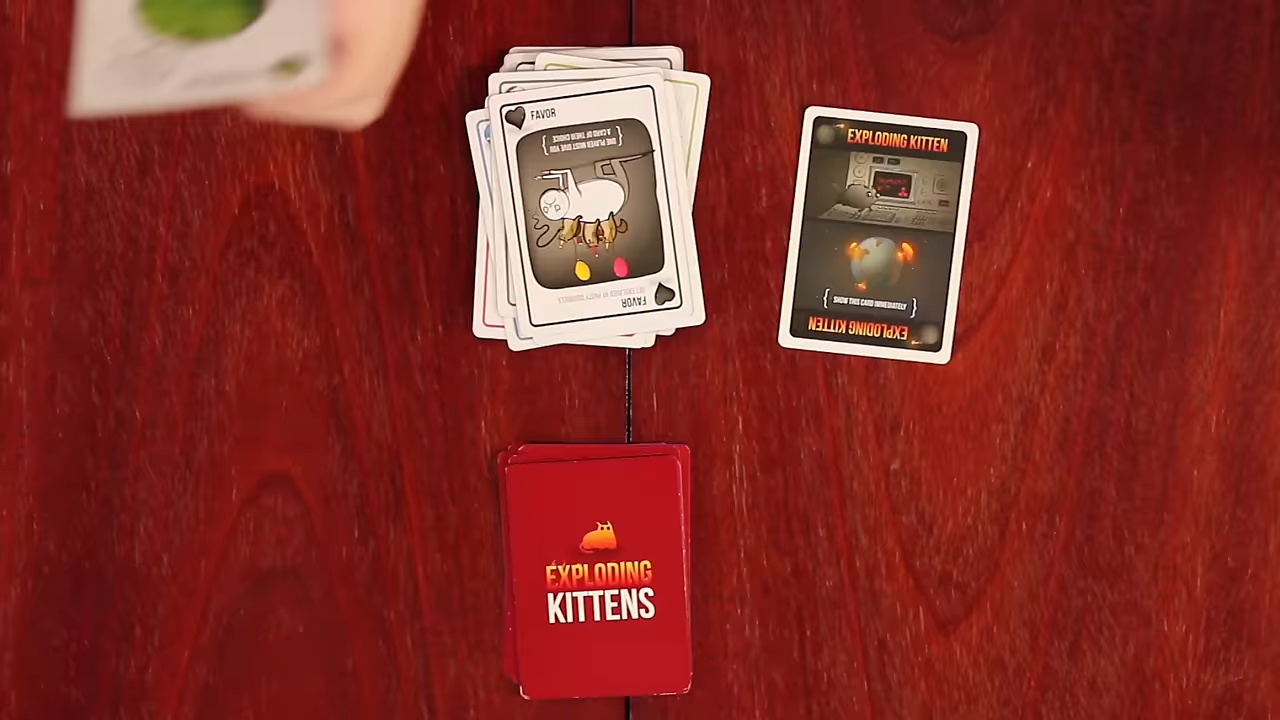 FAVOR
ONE PLAYER MUST GIVE YOU
A CARD OF THEIR CHOICE
FAVOR
EXPLODING KITTEN
SHOW THIS CARD IMMEDIATELY
EXPLODING KITTEN
EXPLODING
KITTENS